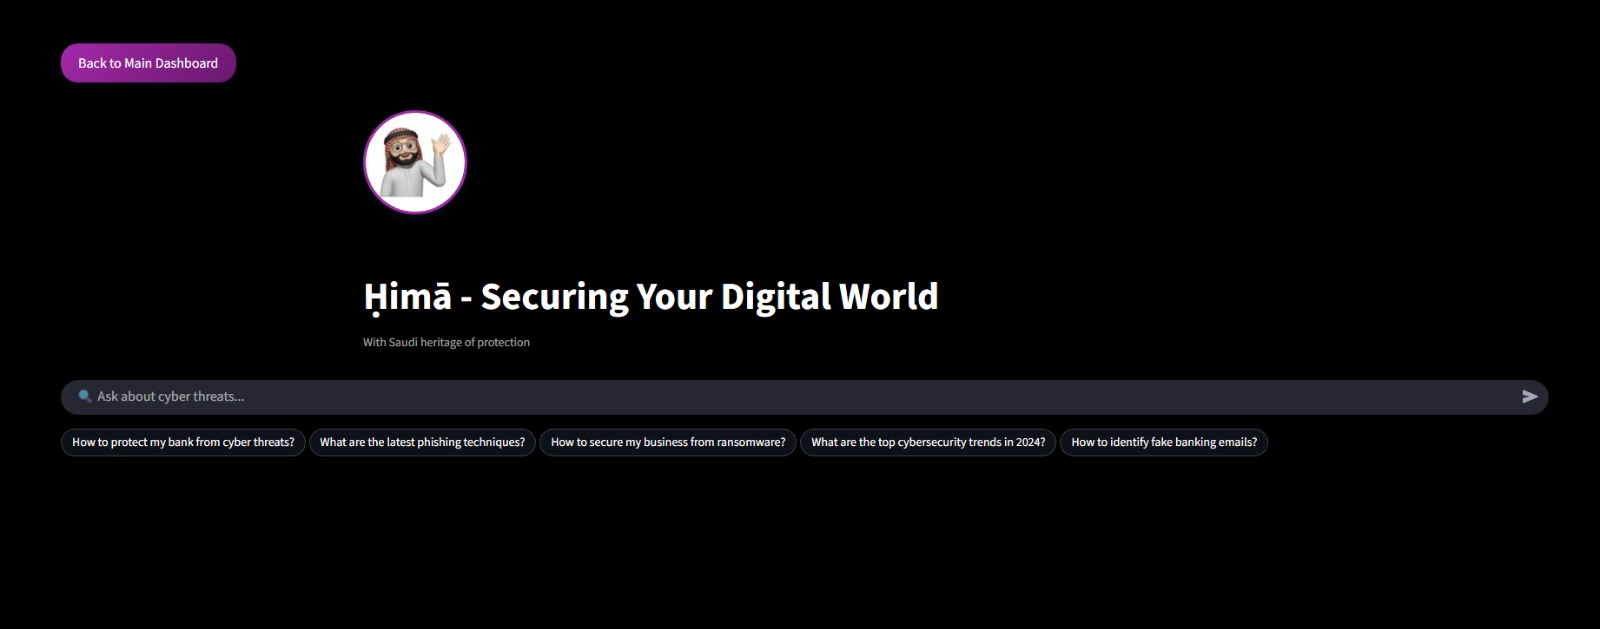 Back to Main Dashboard
Ḥimā - Securing Your Digital World
With Saudi heritage of protection
Ask about cyber threats...
How to protect my bank from cyber threats? What are the latest phishing techniques? How to secure my business from ransomware? What are the top cybersecurity trends in 2024? How to identify fake banking emails?